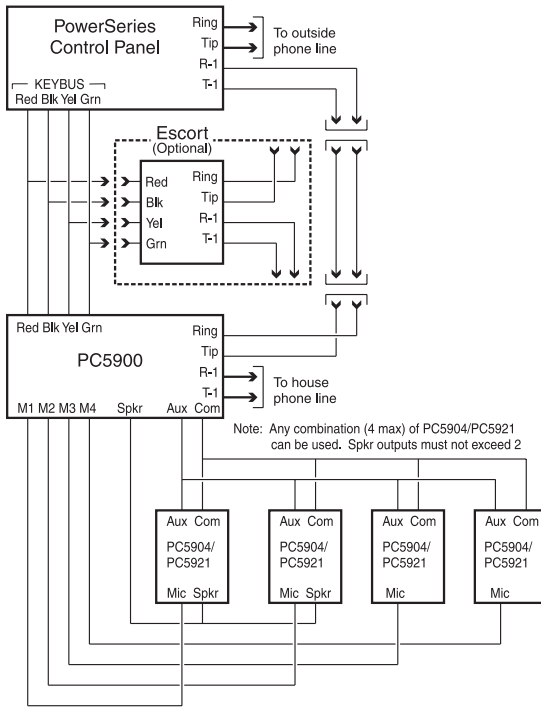 PowerSeries
Control Panel
Ring
Tip
R-1
T-1
To outside
phone line
KEYBUS
Red Blk Yel Grn
Escort
(Optional)
Red
Blk
Yel
Grn
Ring
Tip
R-1
T-1
Red Blk Yel Grn
PC5900
Ring
Tip
R-1
T-1
To house
phone line
M1 M2 M3 M4 Spkr Aux Com
Note: Any combination (4 max) of PC5904/PC5921
can be used. Spkr outputs must not exceed 2
Aux Com
PC5904/
PC5921
Mic Spkr
Aux Com
PC5904/
PC5921
Mic Spkr
Aux Com
PC5904/
PC5921
Mic
Aux Com
PC5904/
PC5921
Mic